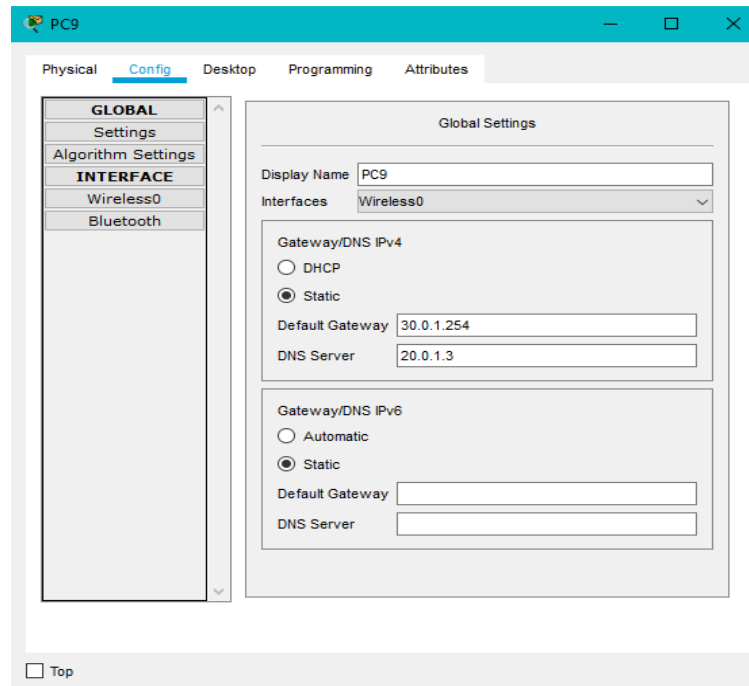 PC9
Physical Config Desktop Programming Attributes
GLOBAL
Settings
Algorithm Settings
INTERFACE
Wireless0
Bluetooth
Global Settings
Display Name PC9
Interfaces Wireless0
Gateway/DNS IPv4
DHCP
Static
Default Gateway 30.0.1.254
DNS Server 20.0.1.3
Gateway/DNS IPv6
Automatic
Static
Default Gateway
DNS Server
Top